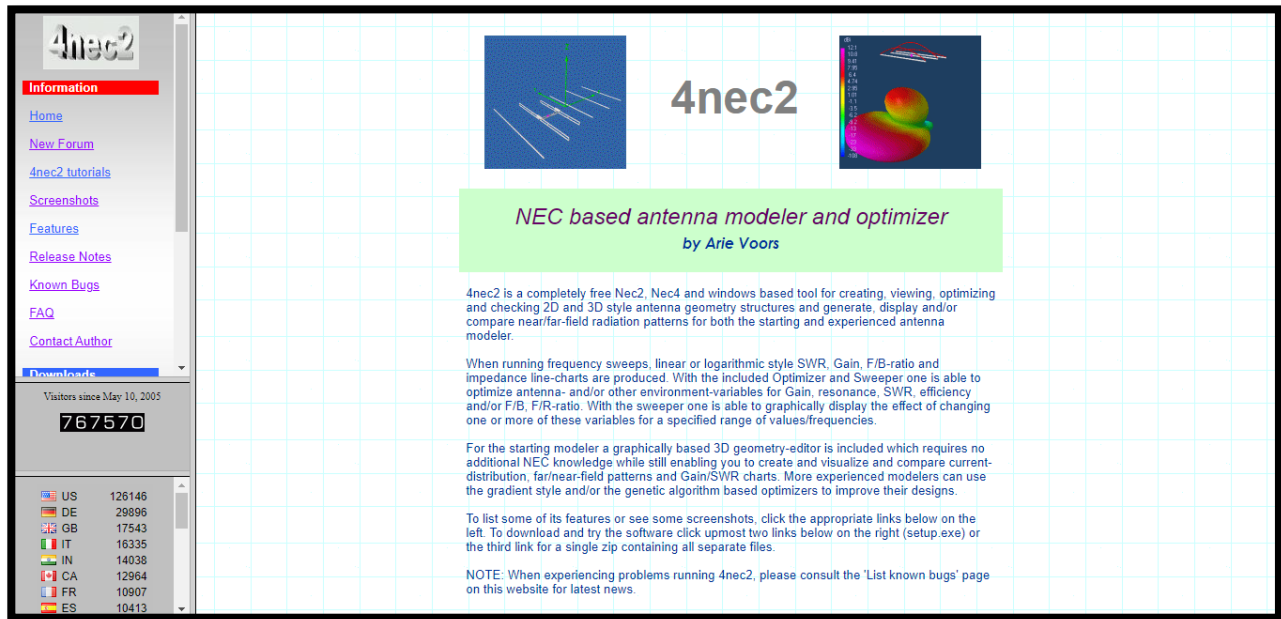 4nec2
Information
Home
New Forum
4nec2 tutorials
Screenshots
Features
Release Notes
Known Bugs
FAQ
Contact Author
Downloads
Visitors since May 10, 2005
767570
US 126146
DE 29896
GB 17543
IT 16335
IN 14038
CA 12964
FR 10907
ES 10413
4nec2
NEC based antenna modeler and optimizer
by Arie Voors
4nec2 is a completely free Nec2, Nec4 and windows based tool for creating, viewing, optimizing
and checking 2D and 3D style antenna geometry structures and generate, display and/or
compare near/far-field radiation patterns for both the starting and experienced antenna
modeler.
When running frequency sweeps, linear or logarithmic style SWR, Gain, F/B-ratio and
impedance line-charts are produced. With the included Optimizer and Sweeper one is able to
optimize antenna- and/or other environment-variables for Gain, resonance, SWR, efficiency
and/or F/B, F/R-ratio. With the sweeper one is able to graphically display the effect of changing
one or more of these variables for a specified range of values/frequencies.
For the starting modeler a graphically based 3D geometry-editor is included which requires no
additional NEC knowledge while still enabling you to create and visualize and compare current-
distribution, far/near-field patterns and Gain/SWR charts. More experienced modelers can use
the gradient style and/or the genetic algorithm based optimizers to improve their designs.
To list some of its features or see some screenshots, click the appropriate links below on the
left. To download and try the software click upmost two links below on the right (setup.exe) or
the third link for a single zip containing all separate files.
NOTE: When experiencing problems running 4nec2, please consult the 'List known bugs' page
on this website for latest news.